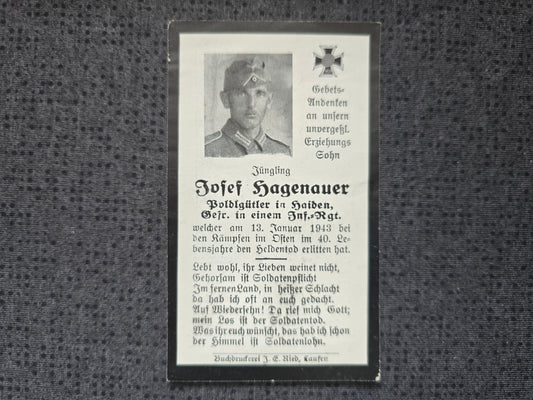 Gebets-
Andenken
an unsern
unvergeßl.
Erziehungs
Sohn
Jüngling
Josef Hagenauer
Poldlgütler in Haiden,
Gefr. in einem Inf.-Rgt.
welcher am 13. Januar 1943 bei
den Kämpfen im Osten im 40. Le-
bensjahre den Heldentod erlitten hat.
Lebt wohl, ihr Lieben weinet nicht,
Gehorsam ist Soldatenpflicht
Im fernen Land, in heißer Schlacht
da hab ich oft an euch gedacht.
Auf Wiedersehn! Da rief mich Gott;
mein Los ist der Soldatentod.
Was ihr euch wünscht, das hab ich schon
der Himmel ist Soldatenlohn.
Buchdruckerei J. E. Ried, Laufen